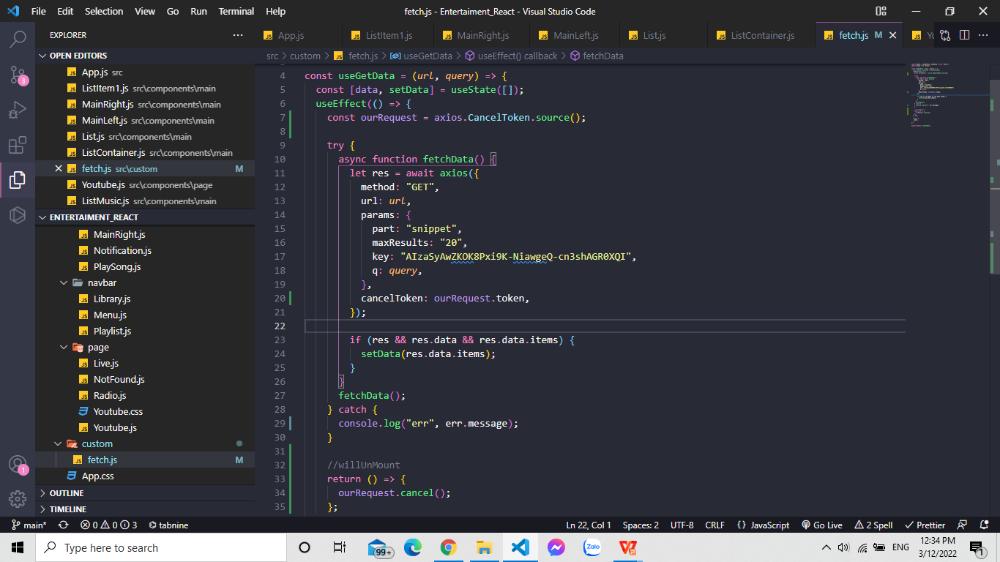 File Edit Selection View Go Run Terminal Help
fetch.js - Entertaiment_React - Visual Studio Code
EXPLORER
OPEN EDITORS
App.js src
ListItem1.js src\components\main
MainRight.js src\components\main
MainLeft.js src\components\main
List.js src\components\main
ListContainer.js src\components\main
fetch.js src\custom M
Youtube.js src\components\page
ListMusic.js src\components\main
ENTERTAIMENT_REACT
MainRight.js
Notification.js
PlaySong.js
navbar
Library.js
Menu.js
Playlist.js
page
Live.js
NotFound.js
Radio.js
Youtube.css
Youtube.js
custom
fetch.js M
App.css
OUTLINE
TIMELINE
3
1
App.js ListItem1.js MainRight.js MainLeft.js List.js ListContainer.js fetch.js M
src > custom > fetch.js > useGetData > useEffect() callback > fetchData
4 const useGetData = (url, query) => {
5 const [data, setData] = useState([]);
6 useEffect(() => {
7 const ourRequest = axios.CancelToken.source();
8
9 try {
10 async function fetchData() {
11 let res = await axios({
12 method: "GET",
13 url: url,
14 params: {
15 part: "snippet",
16 maxResults: "20",
17 key: "AIzaSyAwZKOK8Pxi9K-NiawgeQ-cn3shAGR0XQI",
18 q: query,
19 },
20 cancelToken: ourRequest.token,
21 });
22
23 if (res && res.data && res.data.items) {
24 setData(res.data.items);
25 }
26 }
27 fetchData();
28 } catch {
29 console.log("err", err.message);
30 }
31
32 //willUnMount
33 return () => {
34 ourRequest.cancel();
35 };
main* 0 0 3 tabnine
Ln 22, Col 1 Spaces: 2 UTF-8 CRLF {} JavaScript Go Live 2 Spell Prettier
Type here to search
99+
Zalo
ENG
12:34 PM
3/12/2022
1